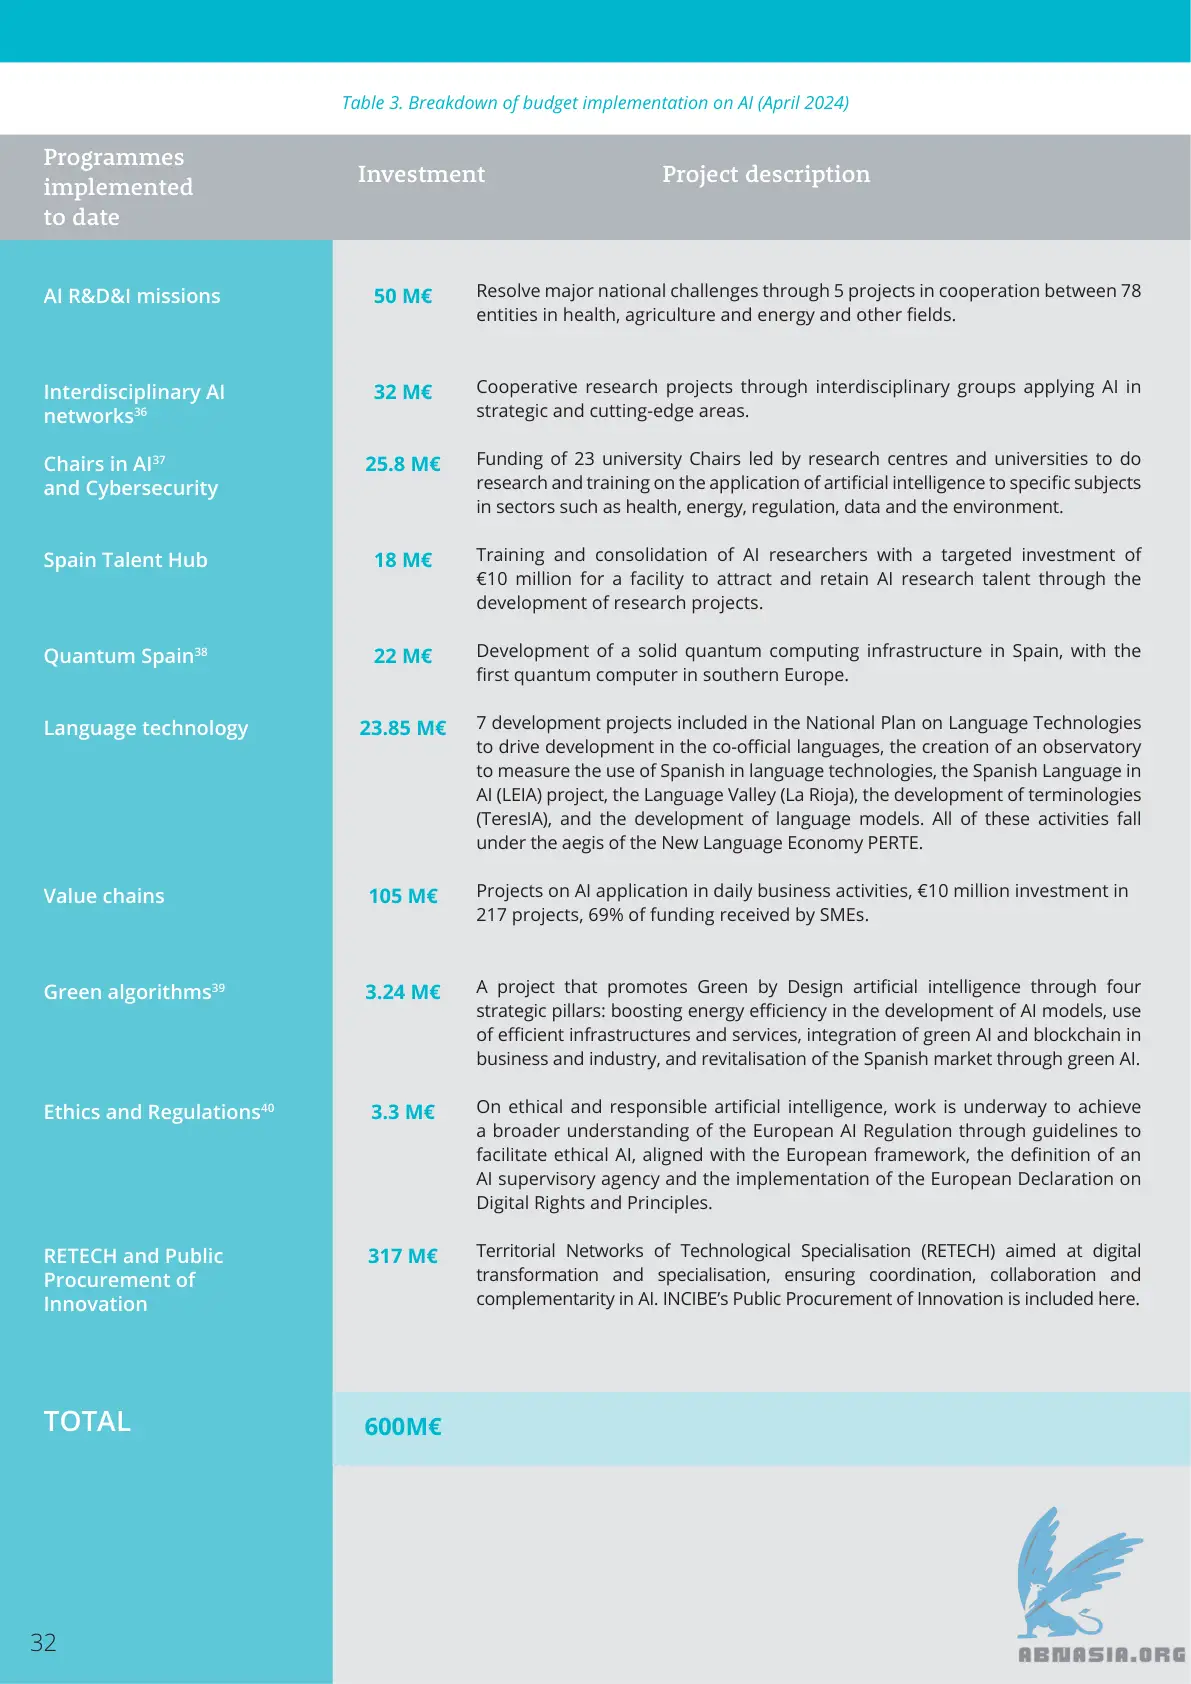 Table 3. Breakdown of budget implementation on AI (April 2024)
Programmes
implemented
to date
Investment
Project description
AI R&D&I missions
50 M€
Resolve major national challenges through 5 projects in cooperation between 78
entities in health, agriculture and energy and other fields.
Interdisciplinary AI
networks36
32 M€
Cooperative research projects through interdisciplinary groups applying AI in
strategic and cutting-edge areas.
Chairs in AI37
and Cybersecurity
25.8 M€
Funding of 23 university Chairs led by research centres and universities to do
research and training on the application of artificial intelligence to specific subjects
in sectors such as health, energy, regulation, data and the environment.
Spain Talent Hub
18 M€
Training and consolidation of AI researchers with a targeted investment of
€10 million for a facility to attract and retain AI research talent through the
development of research projects.
Quantum Spain38
22 M€
Development of a solid quantum computing infrastructure in Spain, with the
first quantum computer in southern Europe.
Language technology
23.85 M€
7 development projects included in the National Plan on Language Technologies
to drive development in the co-official languages, the creation of an observatory
to measure the use of Spanish in language technologies, the Spanish Language in
AI (LEIA) project, the Language Valley (La Rioja), the development of terminologies
(TeresIA), and the development of language models. All of these activities fall
under the aegis of the New Language Economy PERTE.
Value chains
105 M€
Projects on AI application in daily business activities, €10 million investment in
217 projects, 69% of funding received by SMEs.
Green algorithms39
3.24 M€
A project that promotes Green by Design artificial intelligence through four
strategic pillars: boosting energy efficiency in the development of AI models, use
of efficient infrastructures and services, integration of green AI and blockchain in
business and industry, and revitalisation of the Spanish market through green AI.
Ethics and Regulations40
3.3 M€
On ethical and responsible artificial intelligence, work is underway to achieve
a broader understanding of the European AI Regulation through guidelines to
facilitate ethical AI, aligned with the European framework, the definition of an
AI supervisory agency and the implementation of the European Declaration on
Digital Rights and Principles.
RETECH and Public
Procurement of
Innovation
317 M€
Territorial Networks of Technological Specialisation (RETECH) aimed at digital
transformation and specialisation, ensuring coordination, collaboration and
complementarity in AI. INCIBE's Public Procurement of Innovation is included here.
TOTAL
600M€
32
ABNASIA.ORG